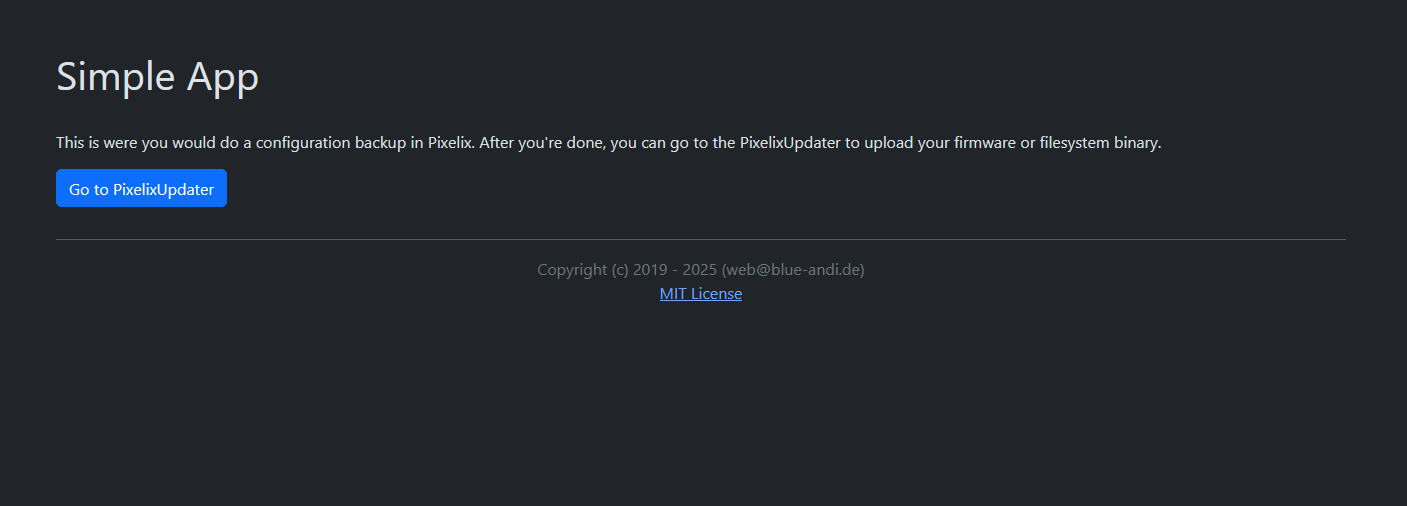 Simple App
This is were you would do a configuration backup in Pixelix. After you're done, you can go to the PixelixUpdater to upload your firmware or filesystem binary.
Go to PixelixUpdater
Copyright (c) 2019 - 2025 (web@blue-andi.de)
MIT License